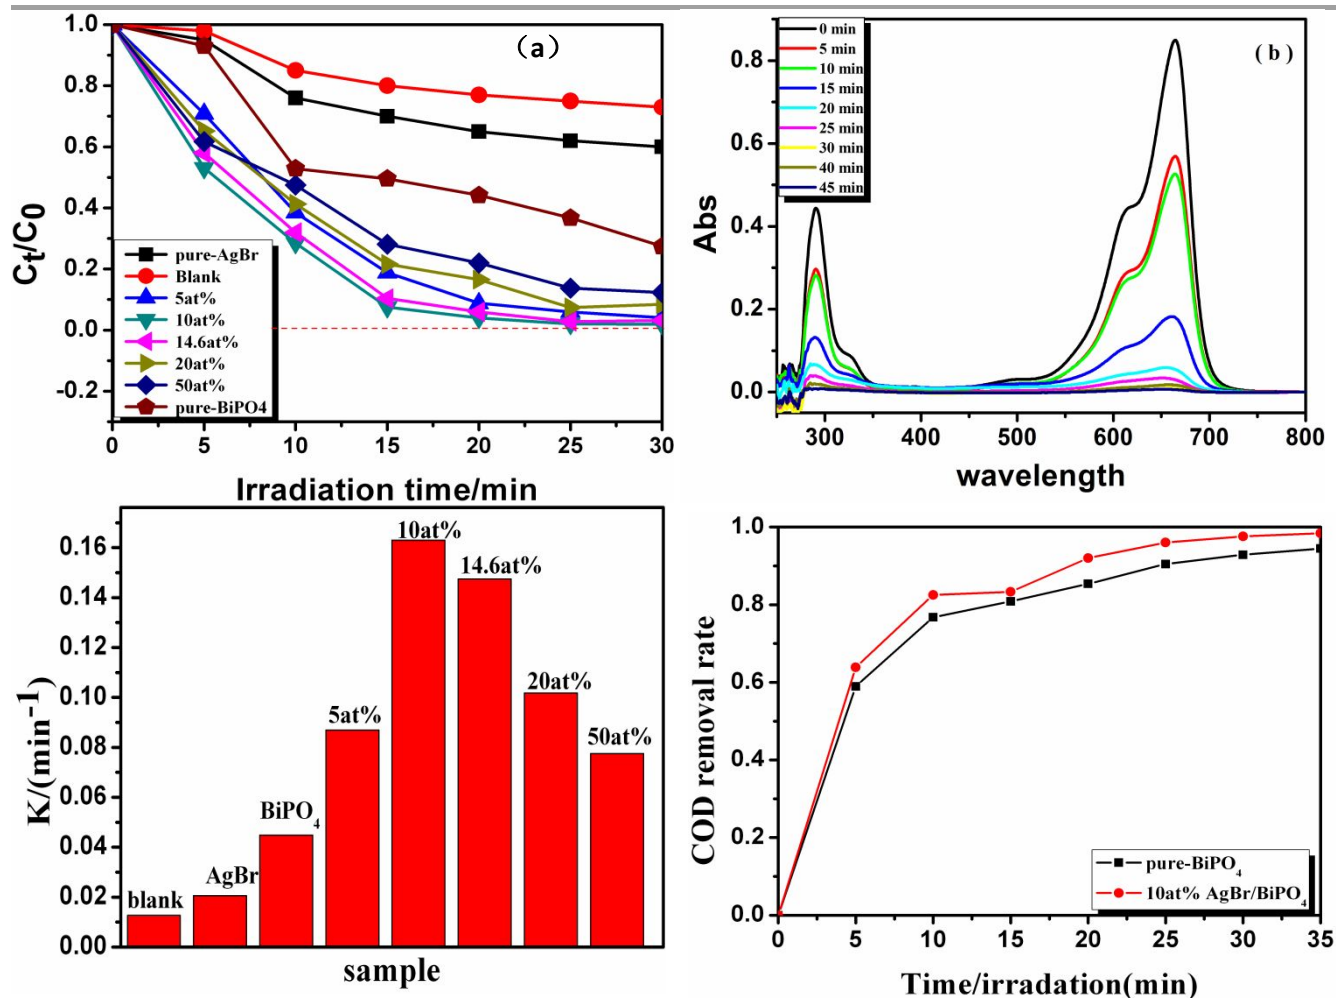 (a)
1.0
0.8
0.6
0.4
0.2
0.0
-0.2
Ct/C0
pure-AgBr
Blank
5at%
10at%
14.6at%
20at%
50at%
pure-BiPO4
0 5 10 15 20 25 30
Irradiation time/min
(b)
0 min
5 min
10 min
15 min
20 min
25 min
30 min
40 min
45 min
0.8
0.6
0.4
0.2
0.0
Abs
300 400 500 600 700 800
wavelength
0.16
0.14
0.12
0.10
0.08
0.06
0.04
0.02
0.00
K/(min-1)
blank
AgBr
BiPO4
5at%
10at%
14.6at%
20at%
50at%
sample
1.0
0.8
0.6
0.4
0.2
0.0
COD removal rate
pure-BiPO4
10at% AgBr/BiPO4
0 5 10 15 20 25 30 35
Time/irradation(min)